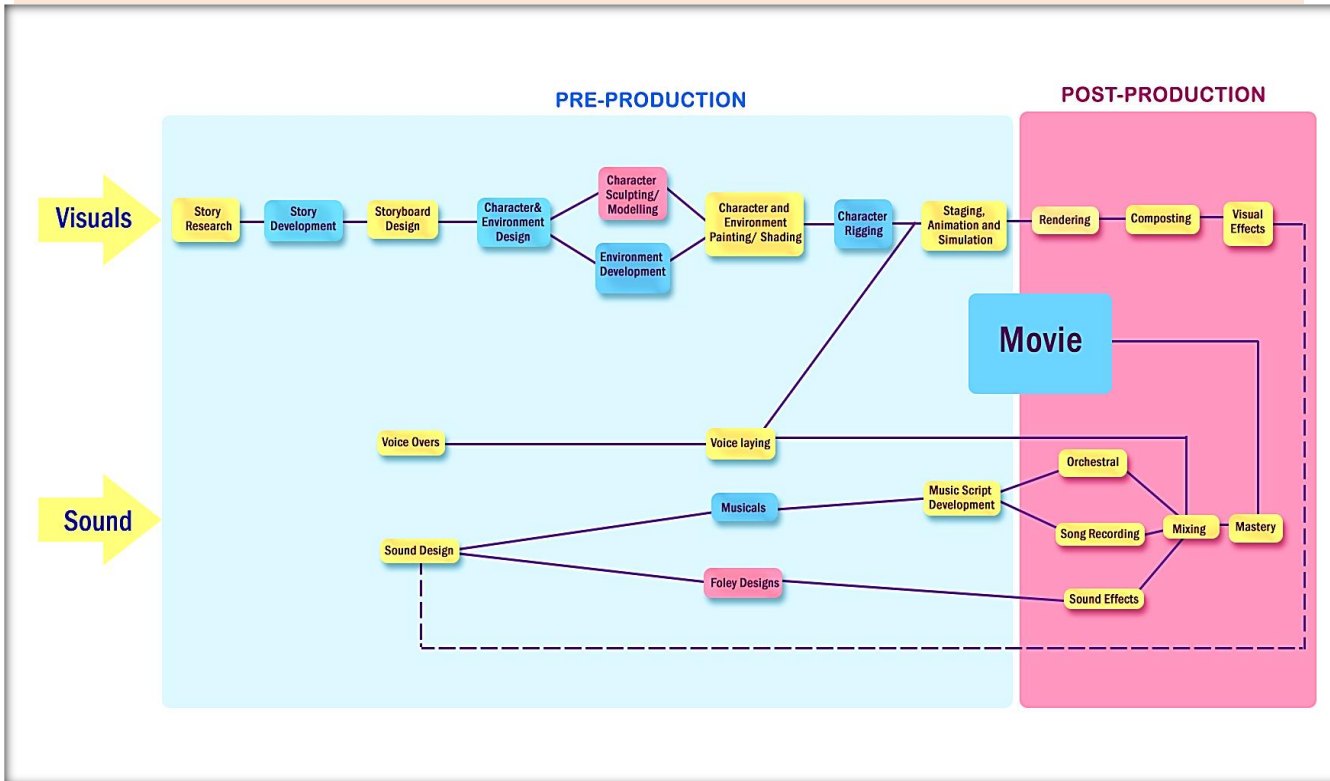 PRE-PRODUCTION
POST-PRODUCTION
Visuals
Story
Research
Story
Development
Storyboard
Design
Character&
Environment
Design
Character
Sculpting/
Modelling
Environment
Development
Character and
Environment
Painting/ Shading
Character
Rigging
Staging,
Animation and
Simulation
Rendering
Composting
Visual
Effects
Movie
Sound
Voice Overs
Voice laying
Sound Design
Musicals
Foley Designs
Music Script
Development
Orchestral
Song Recording
Sound Effects
Mixing
Mastery